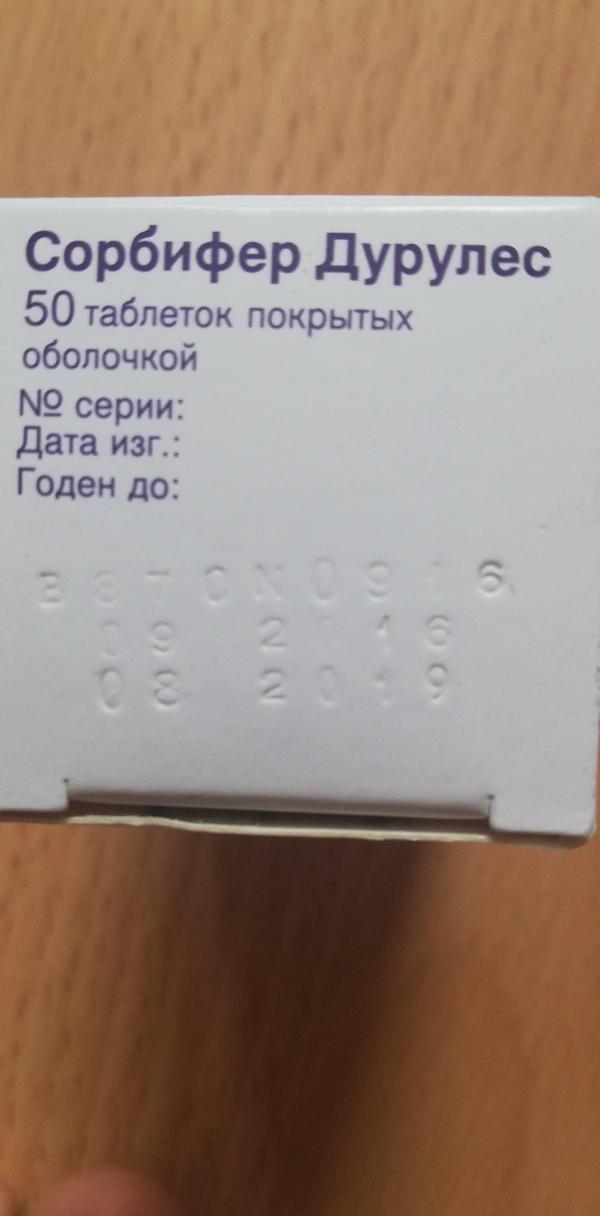 Сорбифер Дурулес
50 таблеток покрытых
оболочкой
№ серии:
Дата изг.:
Годен до:
09 2016
08 2019